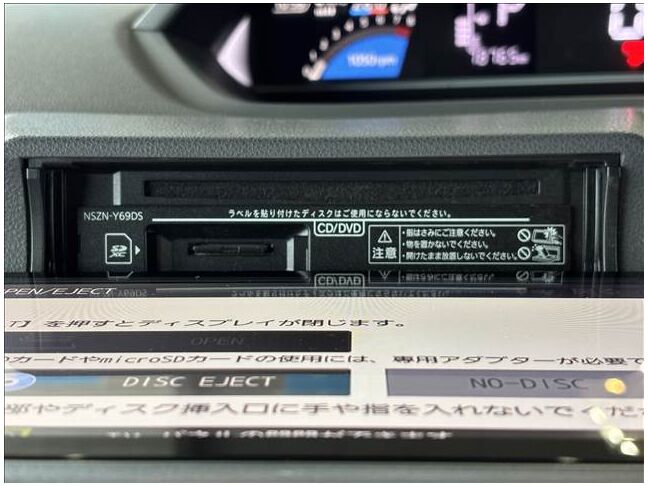 1050rpm
P
18769
NSZN-Y69DS
ラベルを貼り付けたディスクはご使用にならないでください。
CD/DVD
SD XC
注意
・指はさみにご注意ください。
・物を置かないでください。
・開けたまま放置しないでください。
OPEN/EJECT
を押すとディスプレイが閉じます。
OPEN
カードやmicroSDカードの使用には、専用アダプターが必要で
DISC EJECT
NO-DISC
部やディスク挿入口に手や指を入れないでくだ